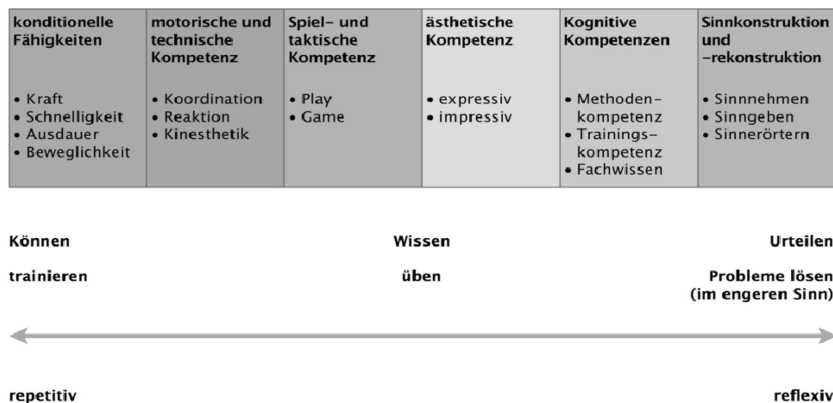 konditionelle
Fähigkeiten
• Kraft
• Schnelligkeit
• Ausdauer
• Beweglichkeit
motorische und
technische
Kompetenz
• Koordination
• Reaktion
• Kinesthetik
Spiel- und
taktische
Kompetenz
• Play
• Game
ästhetische
Kompetenz
• expressiv
• impressiv
Kognitive
Kompetenzen
• Methoden-
kompetenz
• Trainings-
kompetenz
• Fachwissen
Sinnkonstruktion
und
-rekonstruktion
• Sinnnehmen
• Sinngeben
• Sinnerörtern
Können Wissen Urteilen
trainieren üben Probleme lösen
(im engeren Sinn)
repetitiv reflexiv